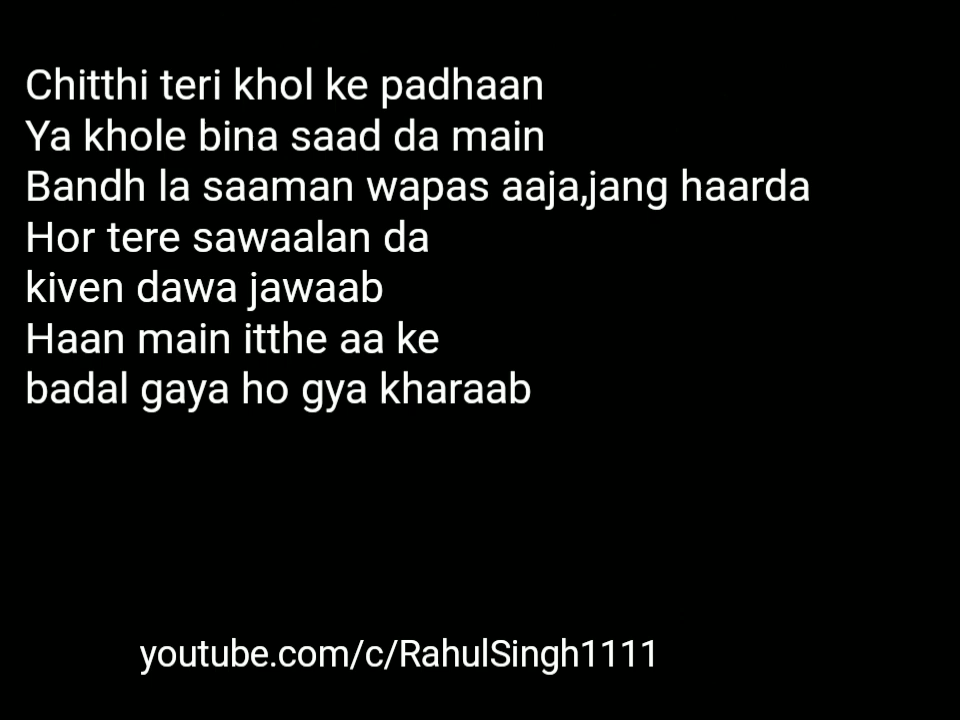 Chitthi teri khol ke padhaan
Ya khole bina saad da main
Bandh la saaman wapas aaja,jang haarda
Hor tere sawaalan da
kiven dawa jawaab
Haan main itthe aa ke
badal gaya ho gya kharaab
youtube.com/c/RahulSingh1111